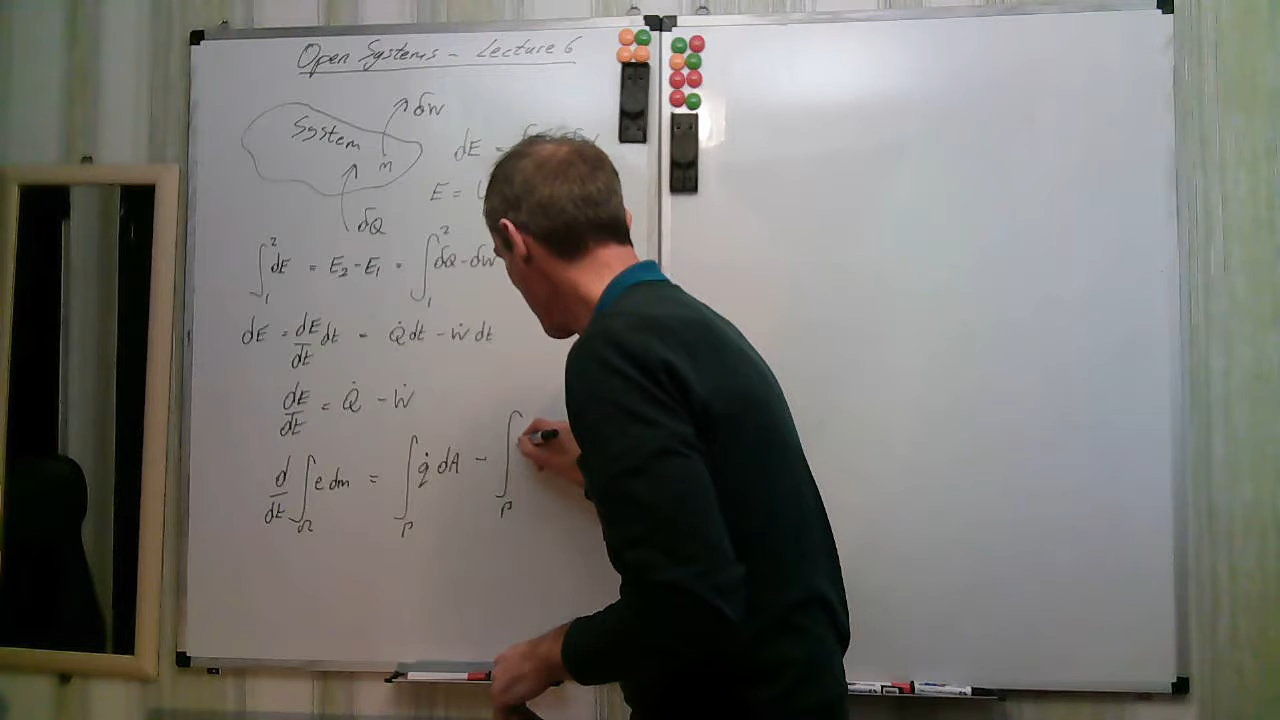 Open Systems - Lecture 6
System
δW
m
δQ
dE =
E = U
∫₁² dE = E₂ - E₁ = ∫₁² δQ - δW
dE = dE/dt dt = Q̇ dt - Ẇ dt
dE/dt = Q̇ - Ẇ
d/dt ∫_Ω e dm = ∫_Γ q̇ dA - ∫_Γ